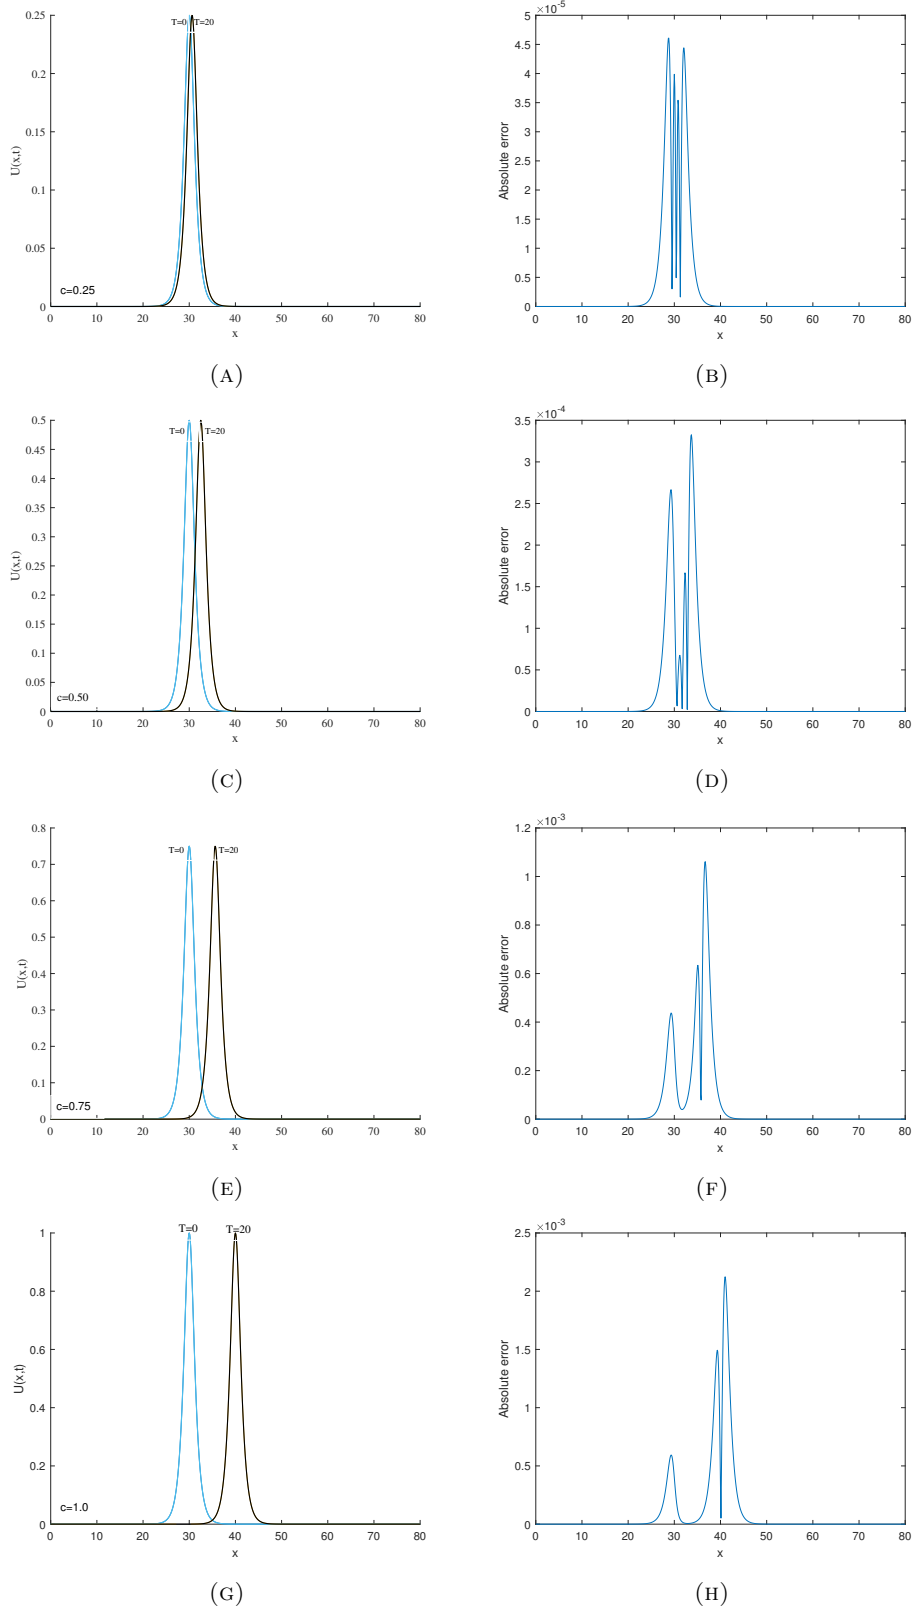 T=0 T=20
U(x,t)
0.25
0.2
0.15
0.1
0.05
0
c=0.25
0 10 20 30 40 50 60 70 80
x
(A)
×10-5
Absolute error
5
4.5
4
3.5
3
2.5
2
1.5
1
0.5
0
0 10 20 30 40 50 60 70 80
x
(B)
T=0 T=20
U(x,t)
0.5
0.45
0.4
0.35
0.3
0.25
0.2
0.15
0.1
0.05
0
c=0.50
0 10 20 30 40 50 60 70 80
x
(C)
×10-4
Absolute error
3.5
3
2.5
2
1.5
1
0.5
0
0 10 20 30 40 50 60 70 80
x
(D)
T=0 T=20
U(x,t)
0.8
0.7
0.6
0.5
0.4
0.3
0.2
0.1
0
c=0.75
0 10 20 30 40 50 60 70 80
x
(E)
×10-3
Absolute error
1.2
1
0.8
0.6
0.4
0.2
0
0 10 20 30 40 50 60 70 80
x
(F)
T=0 T=20
U(x,t)
1
0.8
0.6
0.4
0.2
0
c=1.0
0 10 20 30 40 50 60 70 80
x
(G)
×10-3
Absolute error
2.5
2
1.5
1
0.5
0
0 10 20 30 40 50 60 70 80
x
(H)